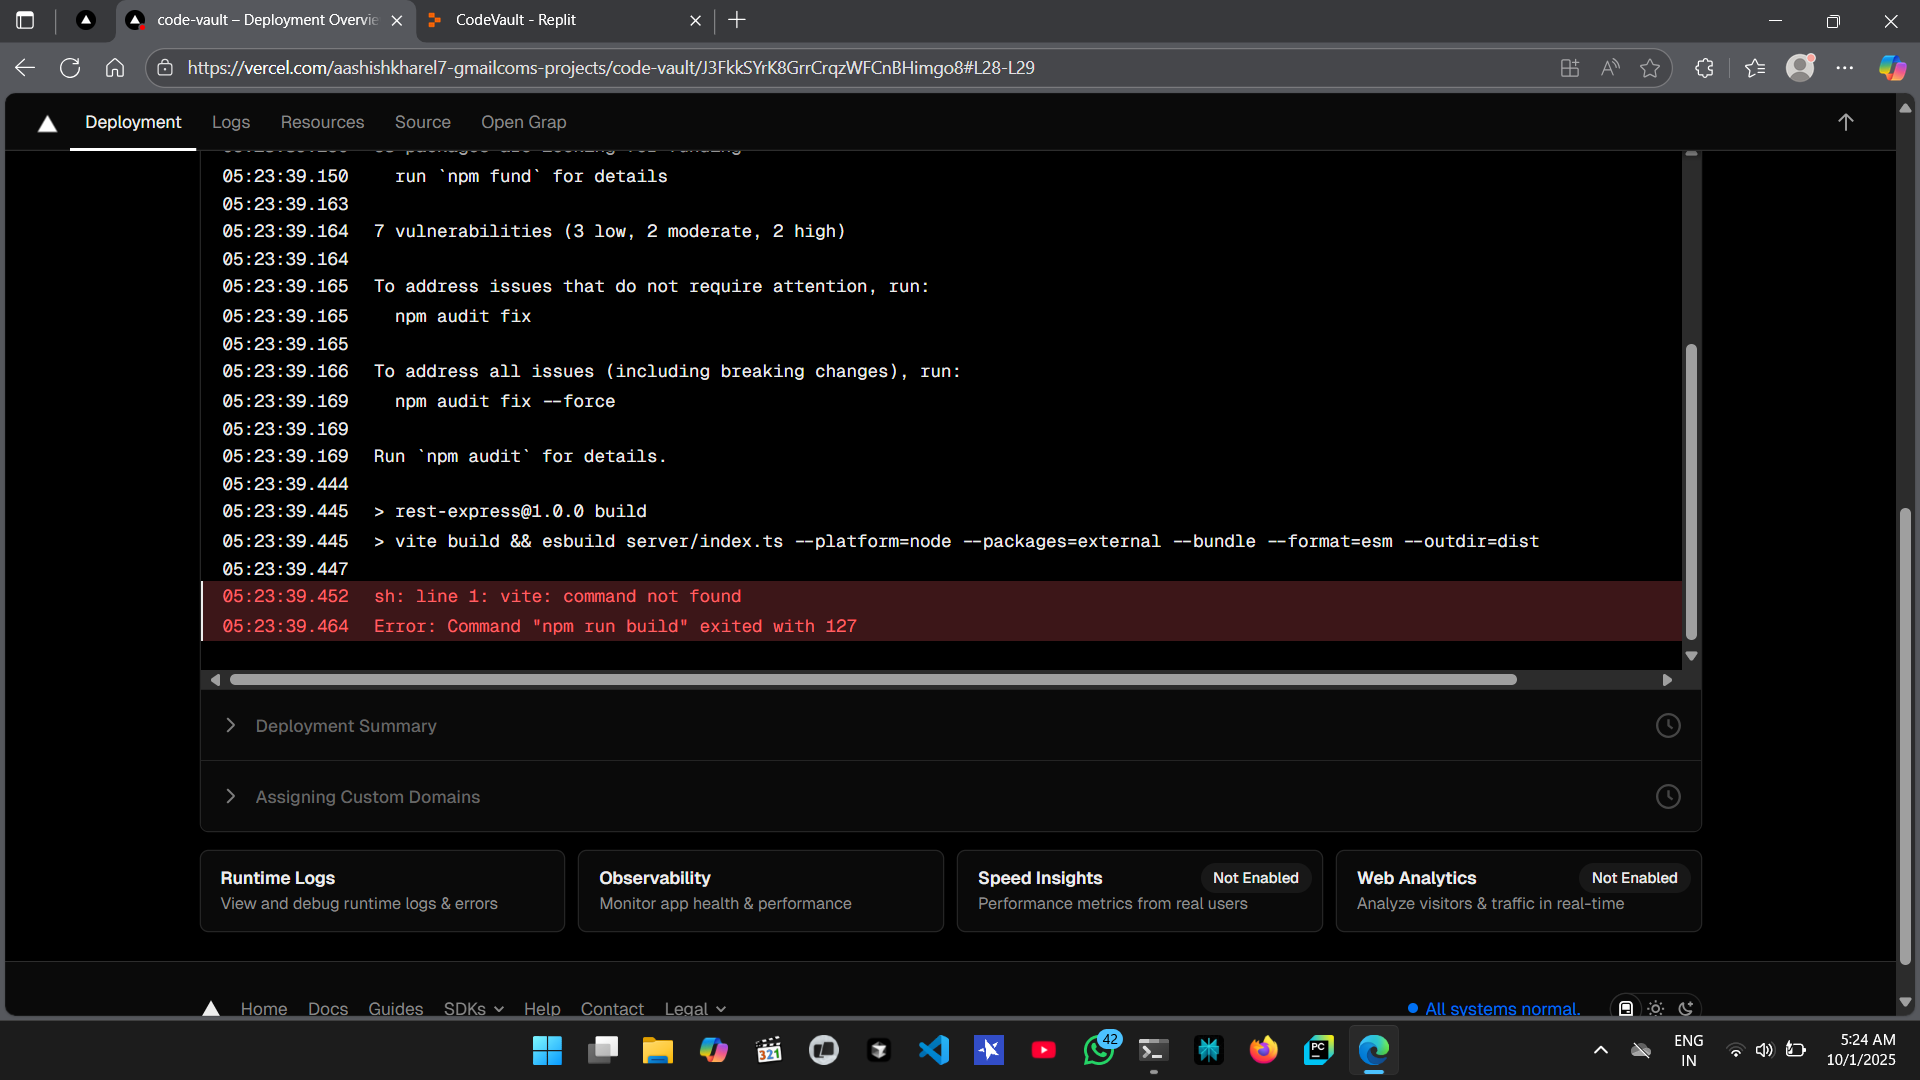 code-vault – Deployment Overvie
CodeVault - Replit
https://vercel.com/aashishkharel7-gmailcoms-projects/code-vault/J3FkkSYrK8GrrCrqzWFCnBHimgo8#L28-L29
Deployment
Logs
Resources
Source
Open Grap
05:23:39.150 run `npm fund` for details
05:23:39.163
05:23:39.164 7 vulnerabilities (3 low, 2 moderate, 2 high)
05:23:39.164
05:23:39.165 To address issues that do not require attention, run:
05:23:39.165 npm audit fix
05:23:39.165
05:23:39.166 To address all issues (including breaking changes), run:
05:23:39.169 npm audit fix --force
05:23:39.169
05:23:39.169 Run `npm audit` for details.
05:23:39.444
05:23:39.445 > rest-express@1.0.0 build
05:23:39.445 > vite build && esbuild server/index.ts --platform=node --packages=external --bundle --format=esm --outdir=dist
05:23:39.447
05:23:39.452 sh: line 1: vite: command not found
05:23:39.464 Error: Command "npm run build" exited with 127
Deployment Summary
Assigning Custom Domains
Runtime Logs
View and debug runtime logs & errors
Observability
Monitor app health & performance
Speed Insights
Not Enabled
Performance metrics from real users
Web Analytics
Not Enabled
Analyze visitors & traffic in real-time
Home
Docs
Guides
SDKs
Help
Contact
Legal
All systems normal.
321
42
PC
ENG
IN
5:24 AM
10/1/2025